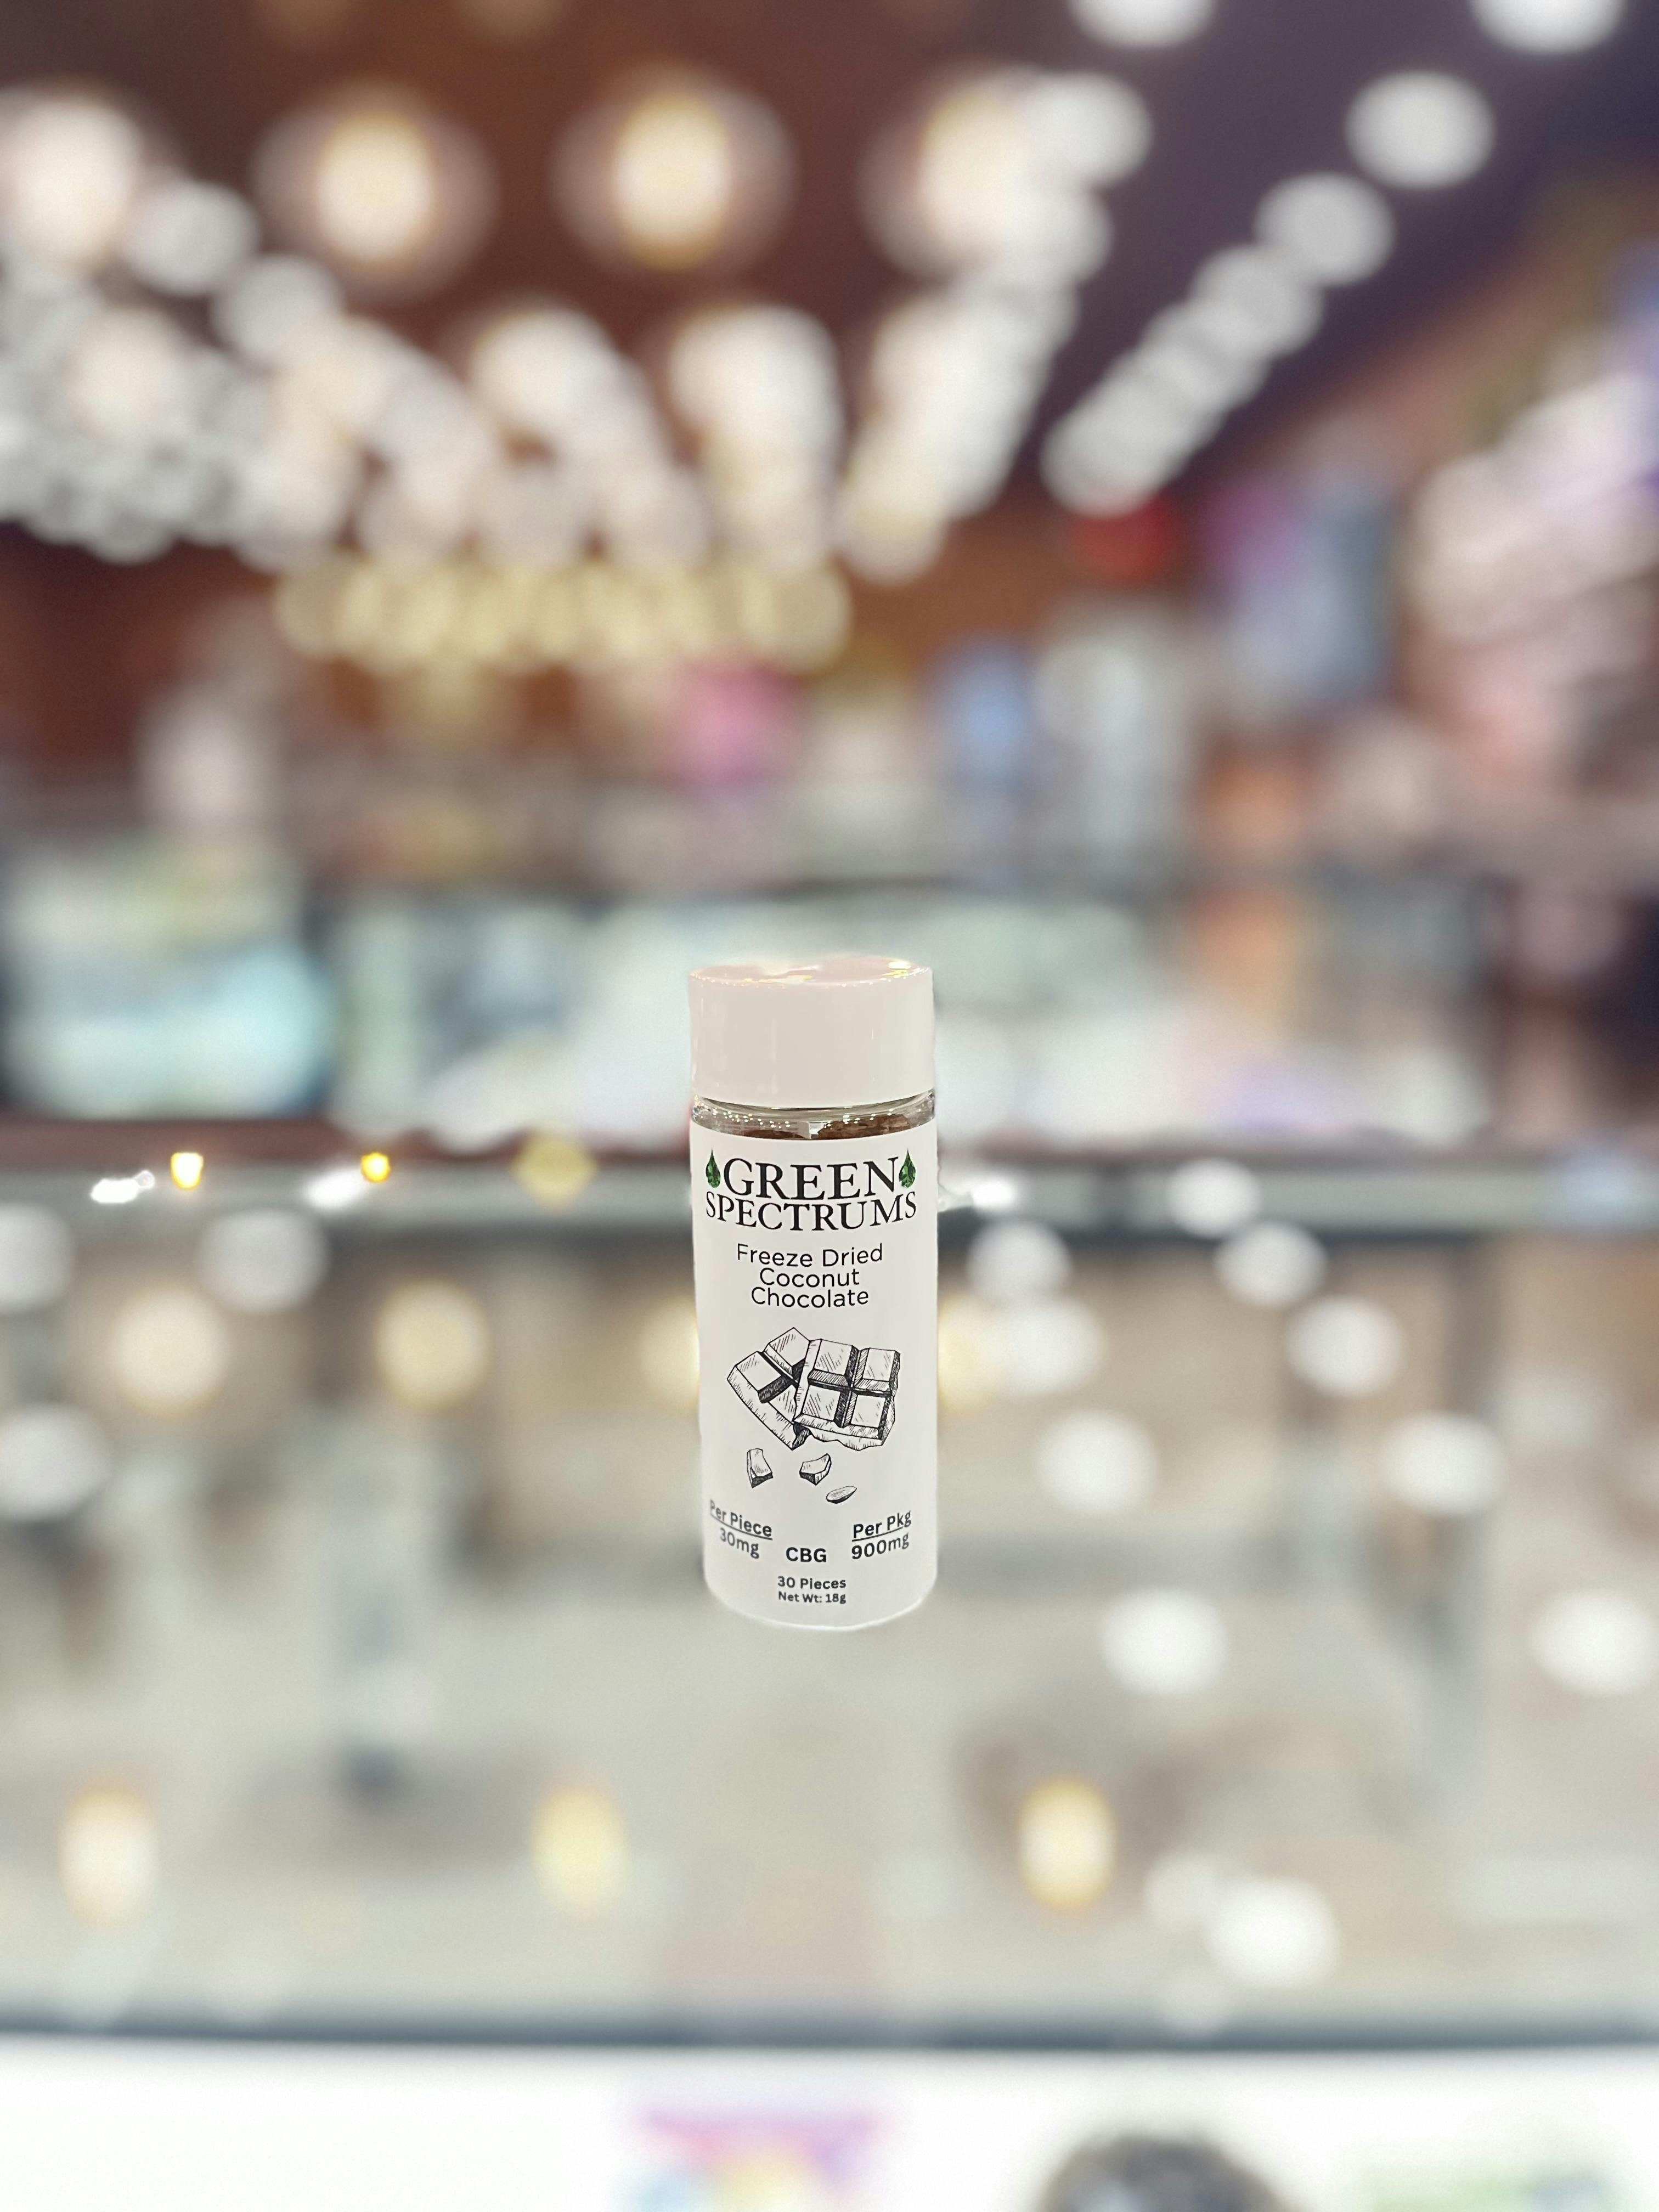 GREEN
SPECTRUMS
Freeze Dried
Coconut
Chocolate
Per Piece
30mg
CBG
Per Pkg
900mg
30 Pieces
Net Wt: 18g